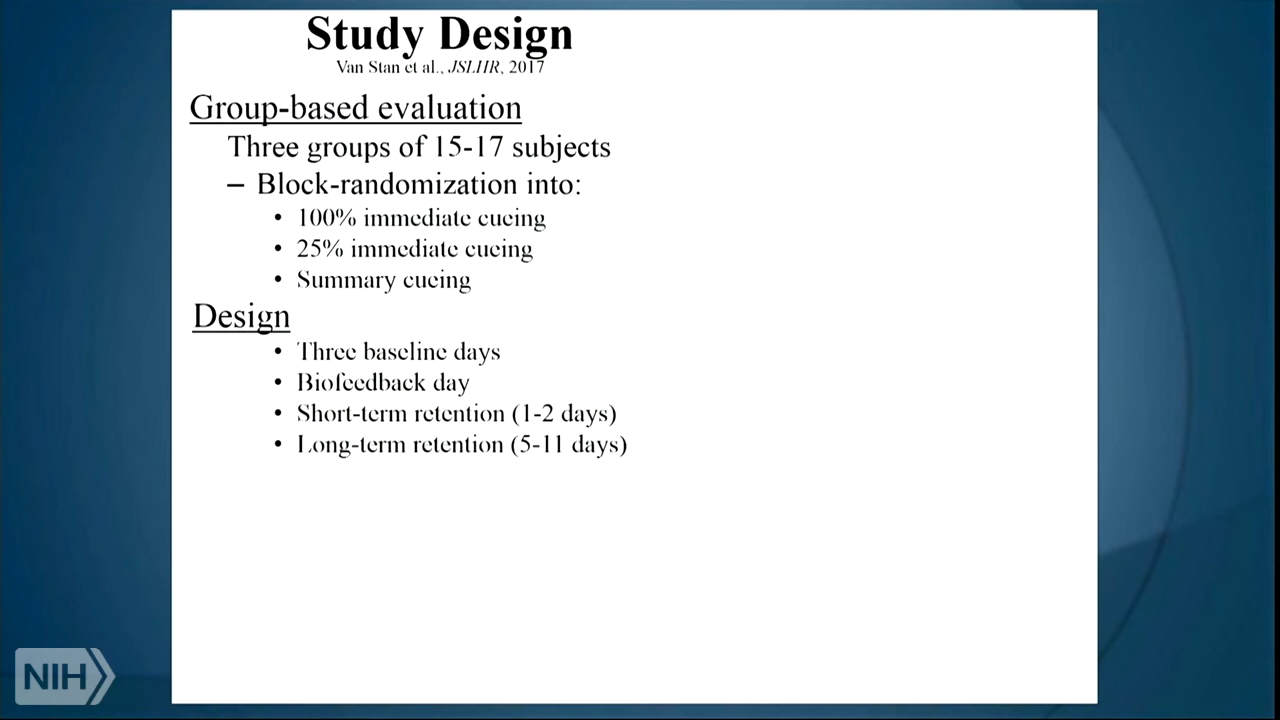 Study Design
Van Stan et al., JSLHR, 2017
Group-based evaluation
Three groups of 15-17 subjects
– Block-randomization into:
• 100% immediate cueing
• 25% immediate cueing
• Summary cueing
Design
• Three baseline days
• Biofeedback day
• Short-term retention (1-2 days)
• Long-term retention (5-11 days)
NIH